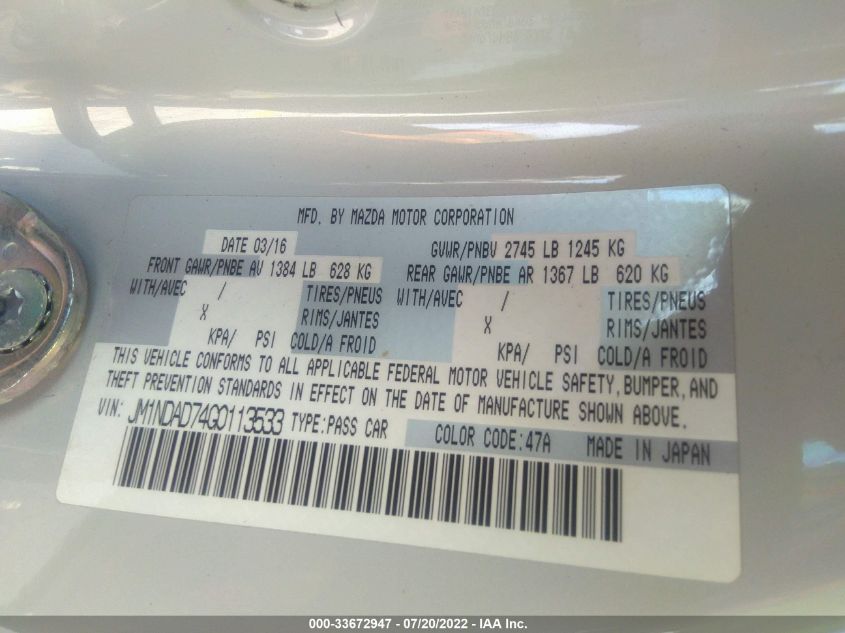 MFD. BY MAZDA MOTOR CORPORATION
DATE 03/16 GVWR/PNBV 2745 LB 1245 KG
FRONT GAWR/PNBE AV 1384 LB 628 KG REAR GAWR/PNBE AR 1367 LB 620 KG
WITH/AVEC / TIRES/PNEUS WITH/AVEC / TIRES/PNEUS
X RIMS/JANTES X RIMS/JANTES
KPA/ PSI COLD/A FROID KPA/ PSI COLD/A FROID
THIS VEHICLE CONFORMS TO ALL APPLICABLE FEDERAL MOTOR VEHICLE SAFETY, BUMPER, AND
THEFT PREVENTION STANDARDS IN EFFECT ON THE DATE OF MANUFACTURE SHOWN ABOVE.
VIN: JM1NDAD74G0113533 TYPE:PASS CAR COLOR CODE:47A MADE IN JAPAN
000-33672947 - 07/20/2022 - IAA Inc.